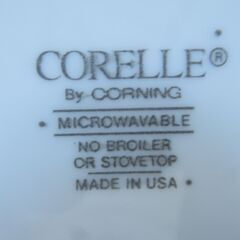 CORELLE®
By CORNING
• MICROWAVABLE •
NO BROILER
OR STOVETOP
MADE IN USA •